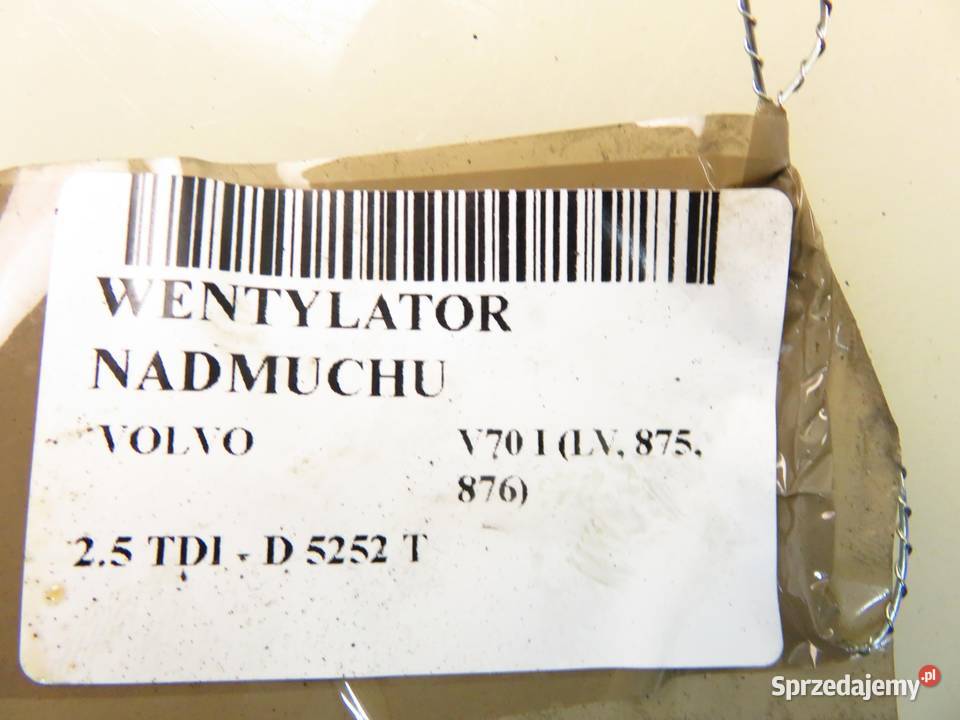 WENTYLATOR
NADMUCHU
VOLVO V70 I (LV, 875,
876)
2.5 TDI - D 5252 T
Sprzedajemy.pl